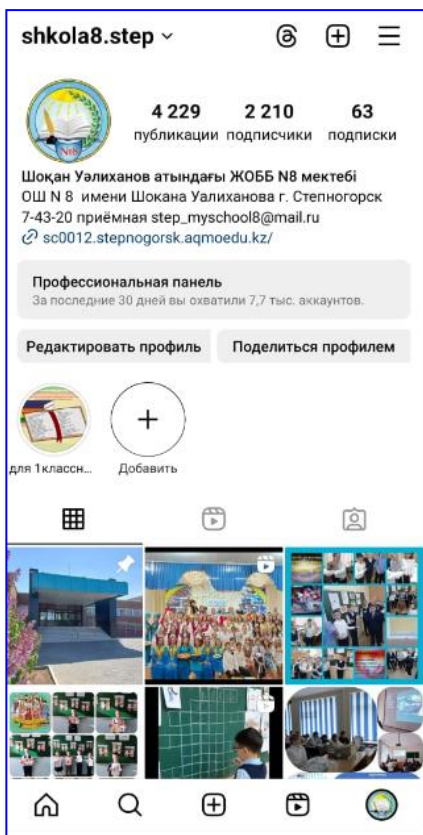 shkola8.step
4 229 2 210 63
публикации подписчики подписки
Шоқан Уәлиханов атындағы ЖОББ N8 мектебі
ОШ N 8 имени Шокана Уалиханова г. Степногорск
7-43-20 приёмная step_myschool8@mail.ru
sc0012.stepnogorsk.aqmoedu.kz/
Профессиональная панель
За последние 30 дней вы охватили 7,7 тыс. аккаунтов.
Редактировать профиль Поделиться профилем
для 1классн... Добавить